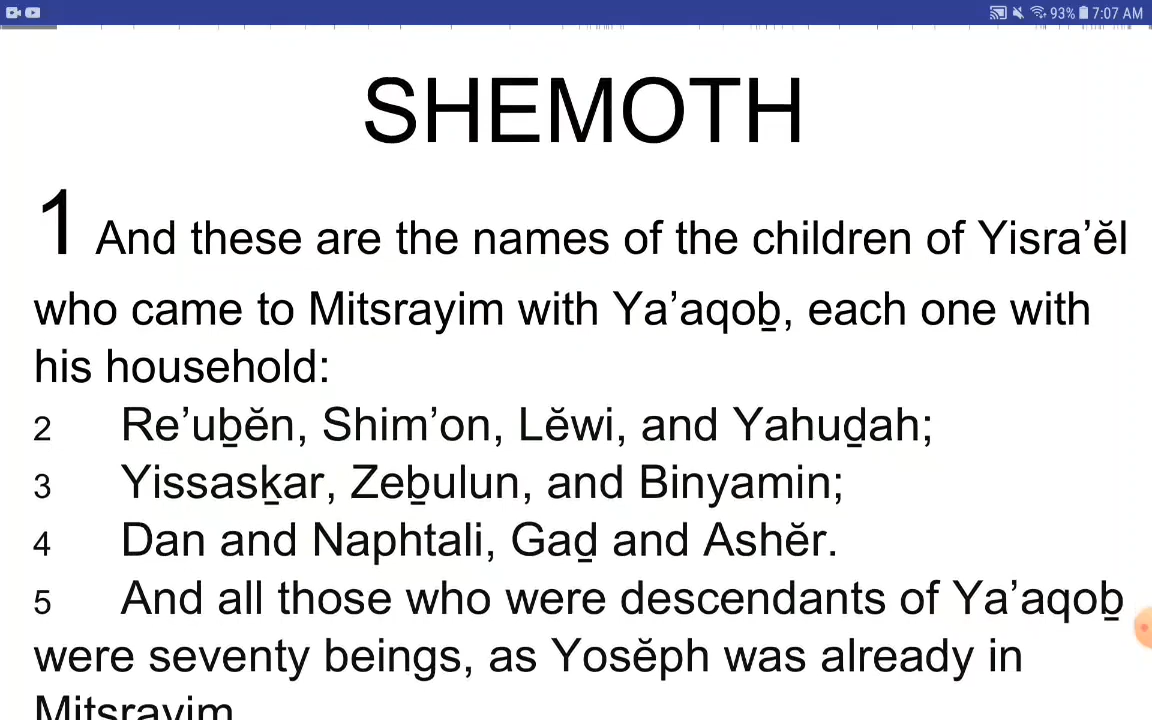 93% 7:07 AM
SHEMOTH
1 And these are the names of the children of Yisra’ĕl
who came to Mitsrayim with Ya’aqoḇ, each one with
his household:
2 Re’uḇĕn, Shim’on, Lĕwi, and Yahuḏah;
3 Yissasḵar, Zeḇulun, and Binyamin;
4 Dan and Naphtali, Gaḏ and Ashĕr.
5 And all those who were descendants of Ya’aqoḇ
were seventy beings, as Yosĕph was already in
Mitsrayim